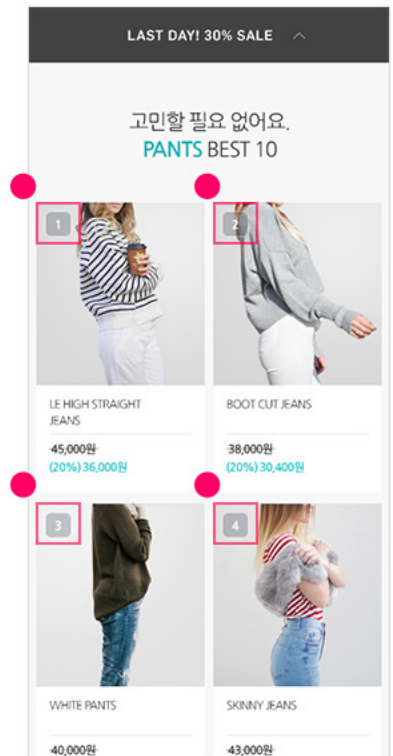 LAST DAY! 30% SALE
고민할 필요 없어요.
PANTS BEST 10
1
2
LE HIGH STRAIGHT
JEANS
45,000원
(20%) 36,000원
BOOT CUT JEANS
38,000원
(20%) 30,400원
3
4
WHITE PANTS
40,000원
SKINNY JEANS
43,000원